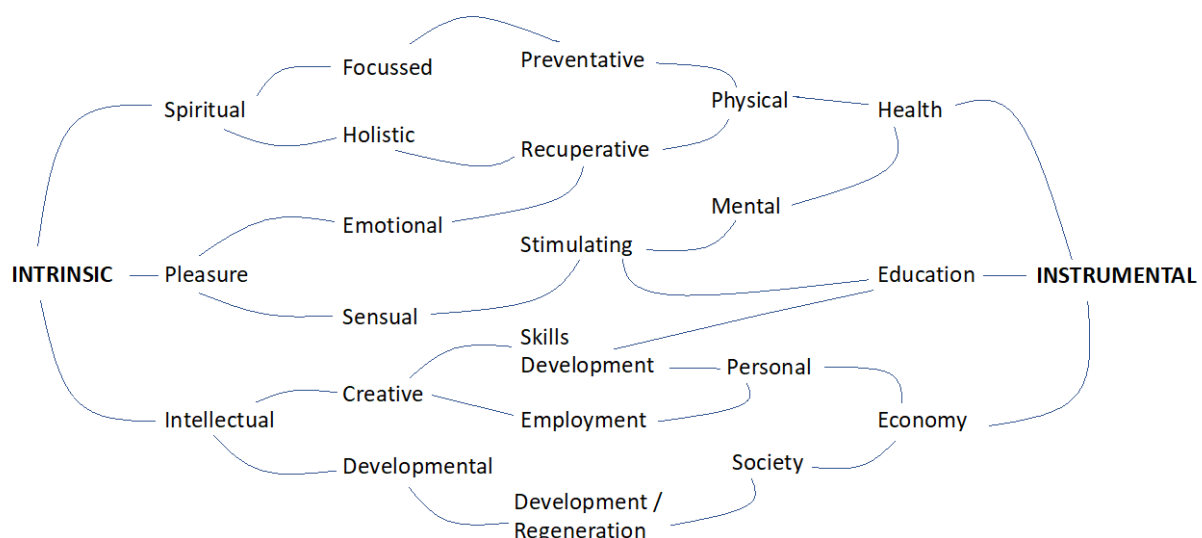 Focussed
Preventative
Spiritual
Physical
Health
Holistic
Recuperative
Emotional
Mental
Stimulating
INTRINSIC
Pleasure
Education
INSTRUMENTAL
Sensual
Skills
Development
Personal
Creative
Intellectual
Employment
Economy
Developmental
Society
Development /
Regeneration